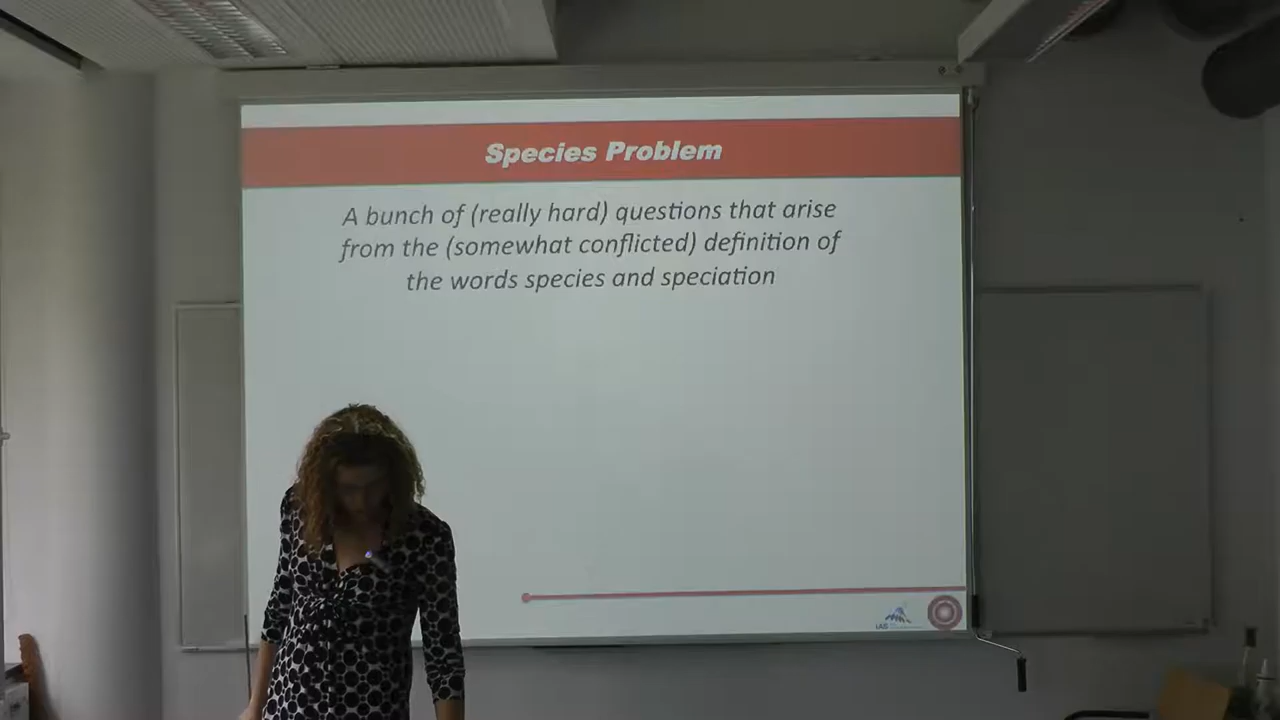 Species Problem
A bunch of (really hard) questions that arise
from the (somewhat conflicted) definition of
the words species and speciation
IAS